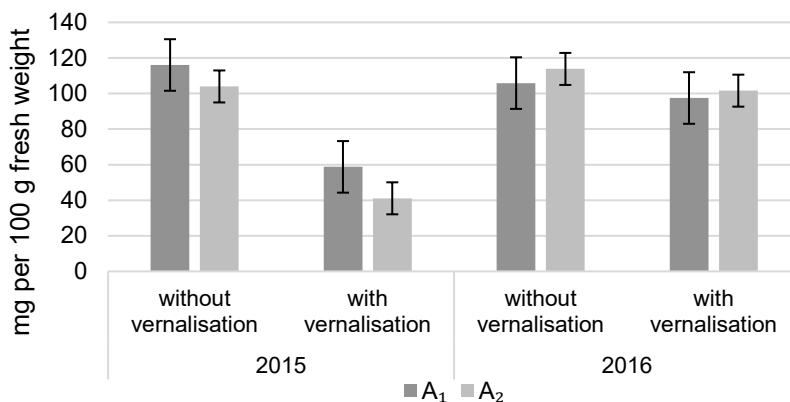 mg per 100 g fresh weight
140
120
100
80
60
40
20
0
without
vernalisation
with
vernalisation
without
vernalisation
with
vernalisation
2015
2016
A₁
A₂